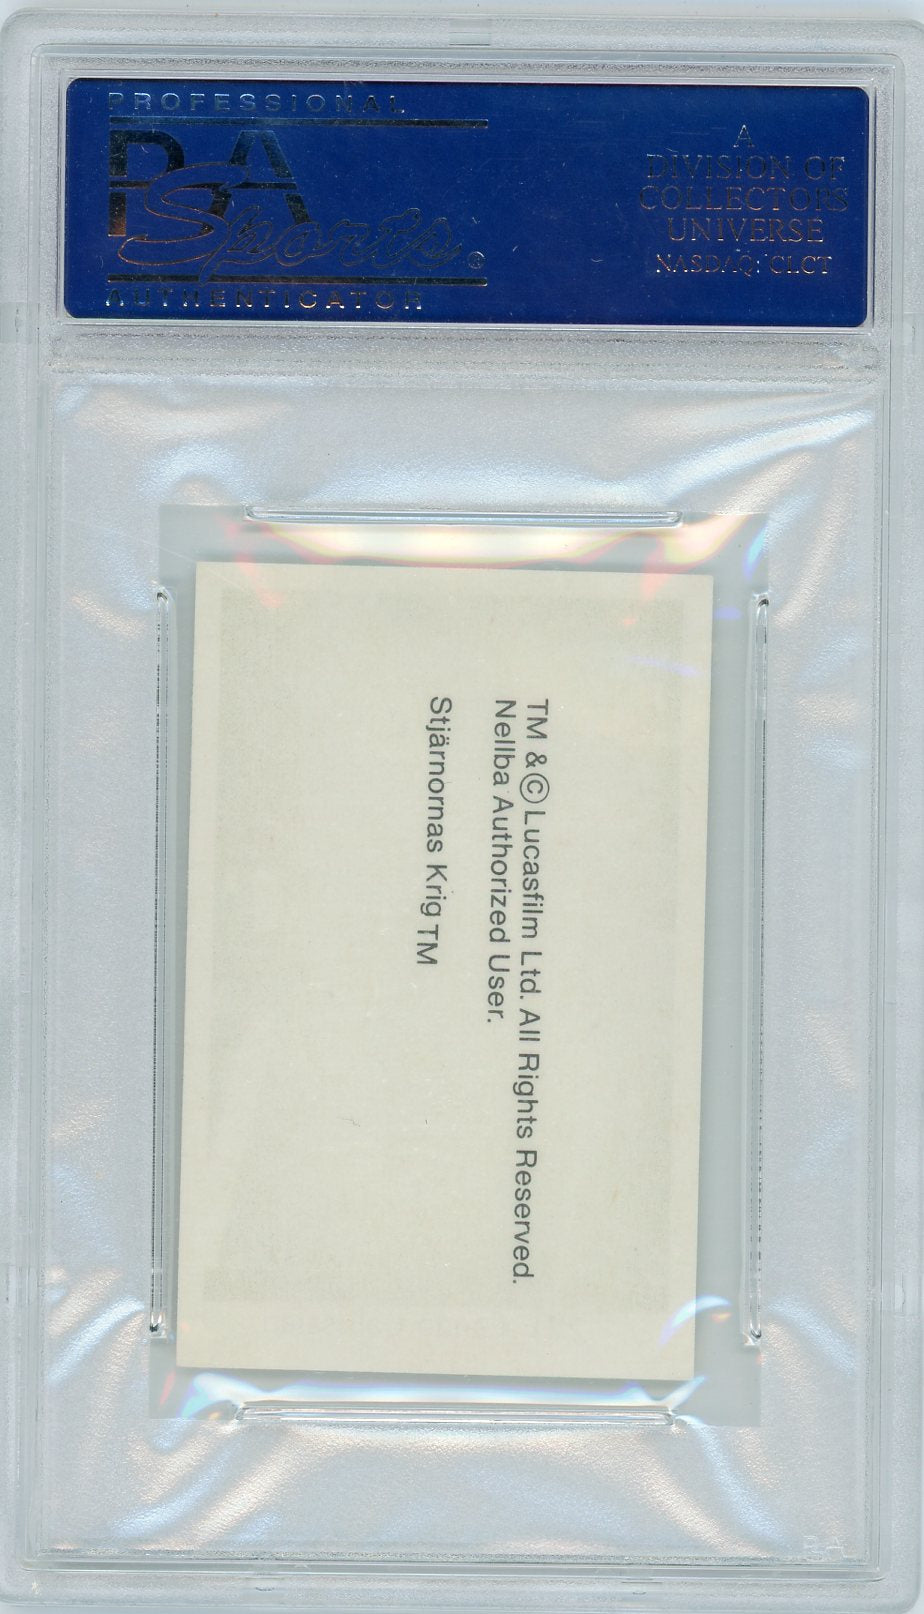 PROFESSIONAL
PSA
Sports®
AUTHENTICATOR
A
DIVISION OF
COLLECTORS
UNIVERSE
NASDAQ: CLCT
TM & © Lucasfilm Ltd. All Rights Reserved.
Nellba Authorized User.
Stjärnornas Krig TM
PSA